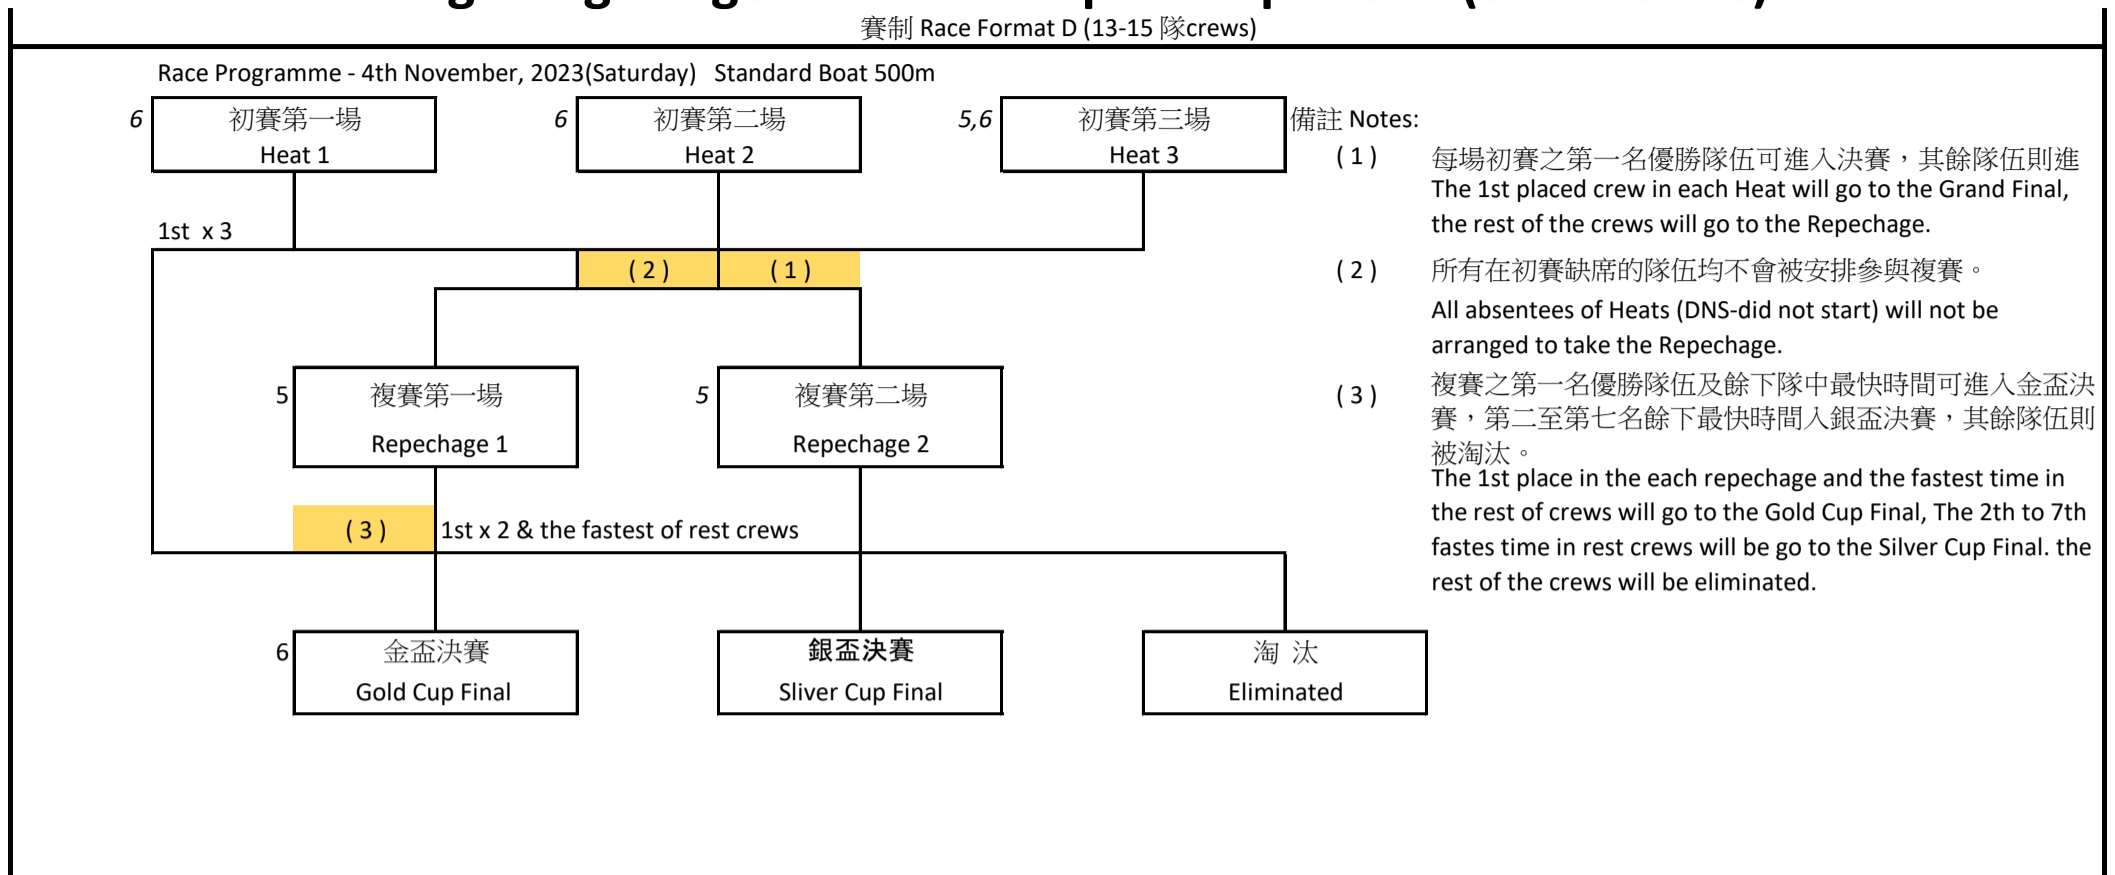 賽制 Race Format D (13-15 隊crews)
Race Programme - 4th November, 2023(Saturday) Standard Boat 500m
6
初賽第一場
Heat 1
6
初賽第二場
Heat 2
5,6
初賽第三場
Heat 3
備註 Notes:
( 1 )
每場初賽之第一名優勝隊伍可進入決賽，其餘隊伍則進
The 1st placed crew in each Heat will go to the Grand Final,
the rest of the crews will go to the Repechage.
1st x 3
( 2 )
( 1 )
( 2 )
所有在初賽缺席的隊伍均不會被安排參與複賽。
All absentees of Heats (DNS-did not start) will not be
arranged to take the Repechage.
5
複賽第一場
Repechage 1
5
複賽第二場
Repechage 2
( 3 )
複賽之第一名優勝隊伍及餘下隊中最快時間可進入金盃決
賽，第二至第七名餘下最快時間入銀盃決賽，其餘隊伍則
被淘汰。
The 1st place in the each repechage and the fastest time in
the rest of crews will go to the Gold Cup Final, The 2th to 7th
fastes time in rest crews will be go to the Silver Cup Final. the
rest of the crews will be eliminated.
( 3 )
1st x 2 & the fastest of rest crews
6
金盃決賽
Gold Cup Final
銀盃決賽
Sliver Cup Final
淘 汰
Eliminated